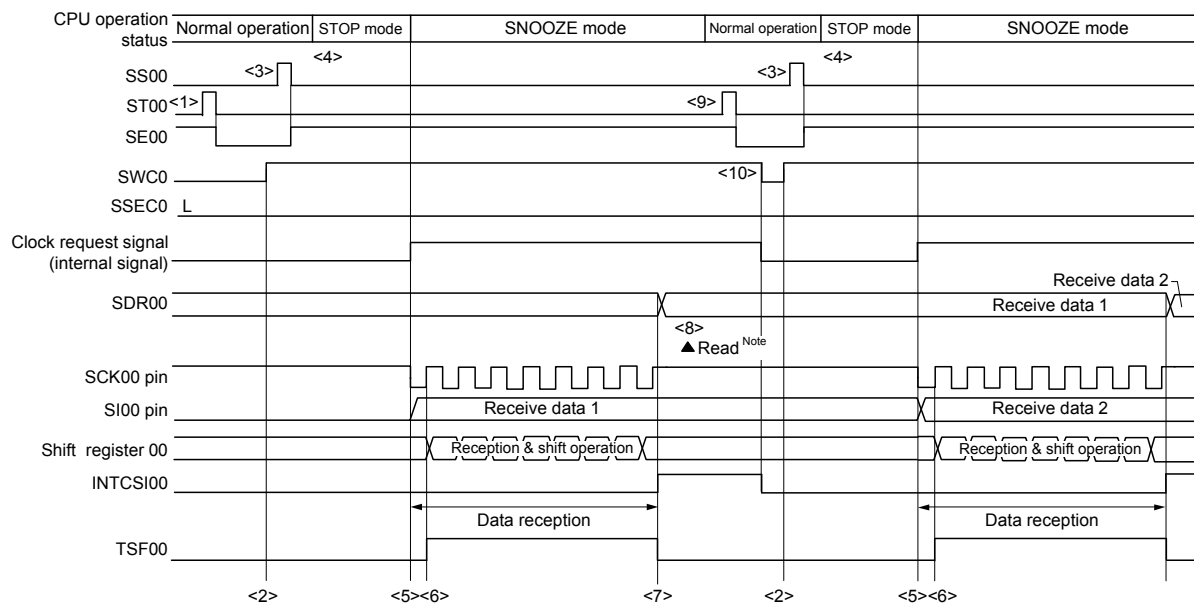 CPU operation status
Normal operation STOP mode SNOOZE mode Normal operation STOP mode SNOOZE mode
<3> <4> <3> <4>
SS00
ST00 <1> <9>
SE00
SWC0 <10>
SSEC0 L
Clock request signal
(internal signal)
Receive data 2
SDR00 Receive data 1
<8>
▲Read Note
SCK00 pin
SI00 pin Receive data 1 Receive data 2
Shift register 00 Reception & shift operation Reception & shift operation
INTCSI00
Data reception Data reception
TSF00
<2> <5><6> <7> <2> <5><6>